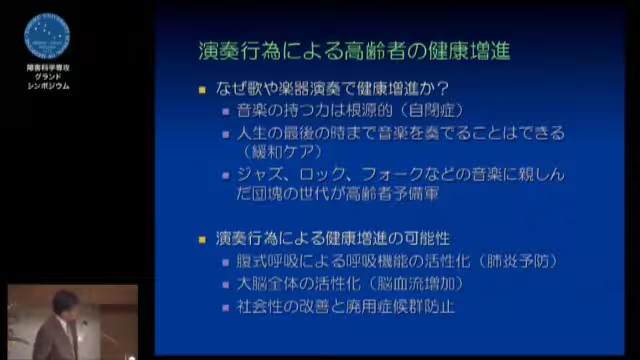 障害科学専攻
グランド
シンポジウム
演奏行為による高齢者の健康増進
なぜ歌や楽器演奏で健康増進か？
音楽の持つ力は根源的（自閉症）
人生の最後の時まで音楽を奏でることはできる
（緩和ケア）
ジャズ、ロック、フォークなどの音楽に親しん
だ団塊の世代が高齢者予備軍
演奏行為による健康増進の可能性
腹式呼吸による呼吸機能の活性化（肺炎予防）
大脳全体の活性化（脳血流増加）
社会性の改善と廃用症候群防止